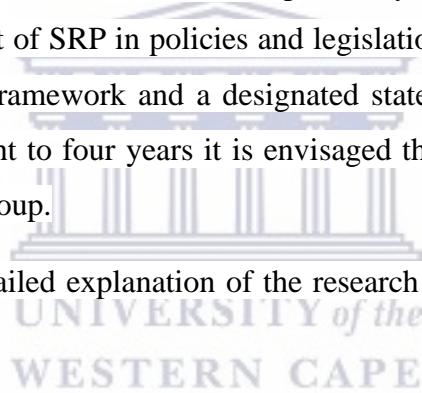 t of SRP in policies and legislation
ramework and a designated state
nt to four years it is envisaged th
oup.
ailed explanation of the research
UNIVERSITY of the
WESTERN CAPE